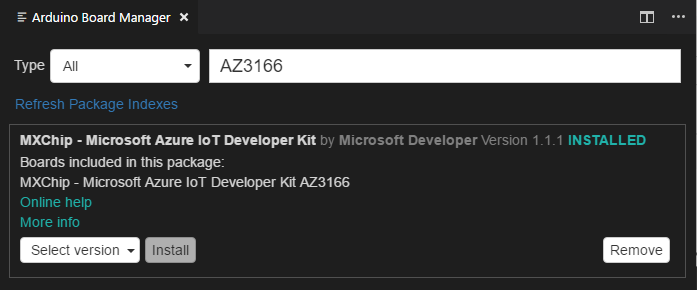 Arduino Board Manager
Type All AZ3166
Refresh Package Indexes
MXChip - Microsoft Azure IoT Developer Kit by Microsoft Developer Version 1.1.1 INSTALLED
Boards included in this package:
MXChip - Microsoft Azure IoT Developer Kit AZ3166
Online help
More info
Select version Install Remove